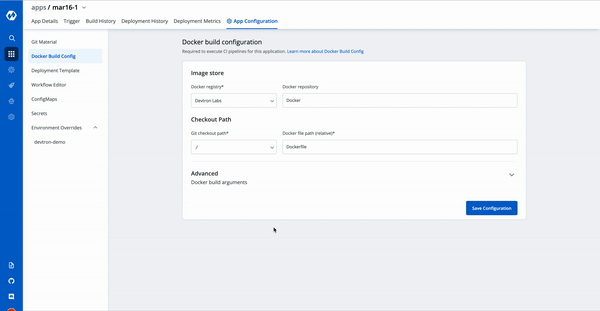 apps / mar16-1
App Details Trigger Build History Deployment History Deployment Metrics App Configuration
Git Material
Docker Build Config
Deployment Template
Workflow Editor
ConfigMaps
Secrets
Environment Overrides
devtron-demo
Docker build configuration
Required to execute CI pipelines for this application. Learn more about Docker Build Config
Image store
Docker registry* Docker repository
Devtron Labs Docker
Checkout Path
Git checkout path* Docker file path (relative)*
./ Dockerfile
Advanced
Docker build arguments
Save Configuration